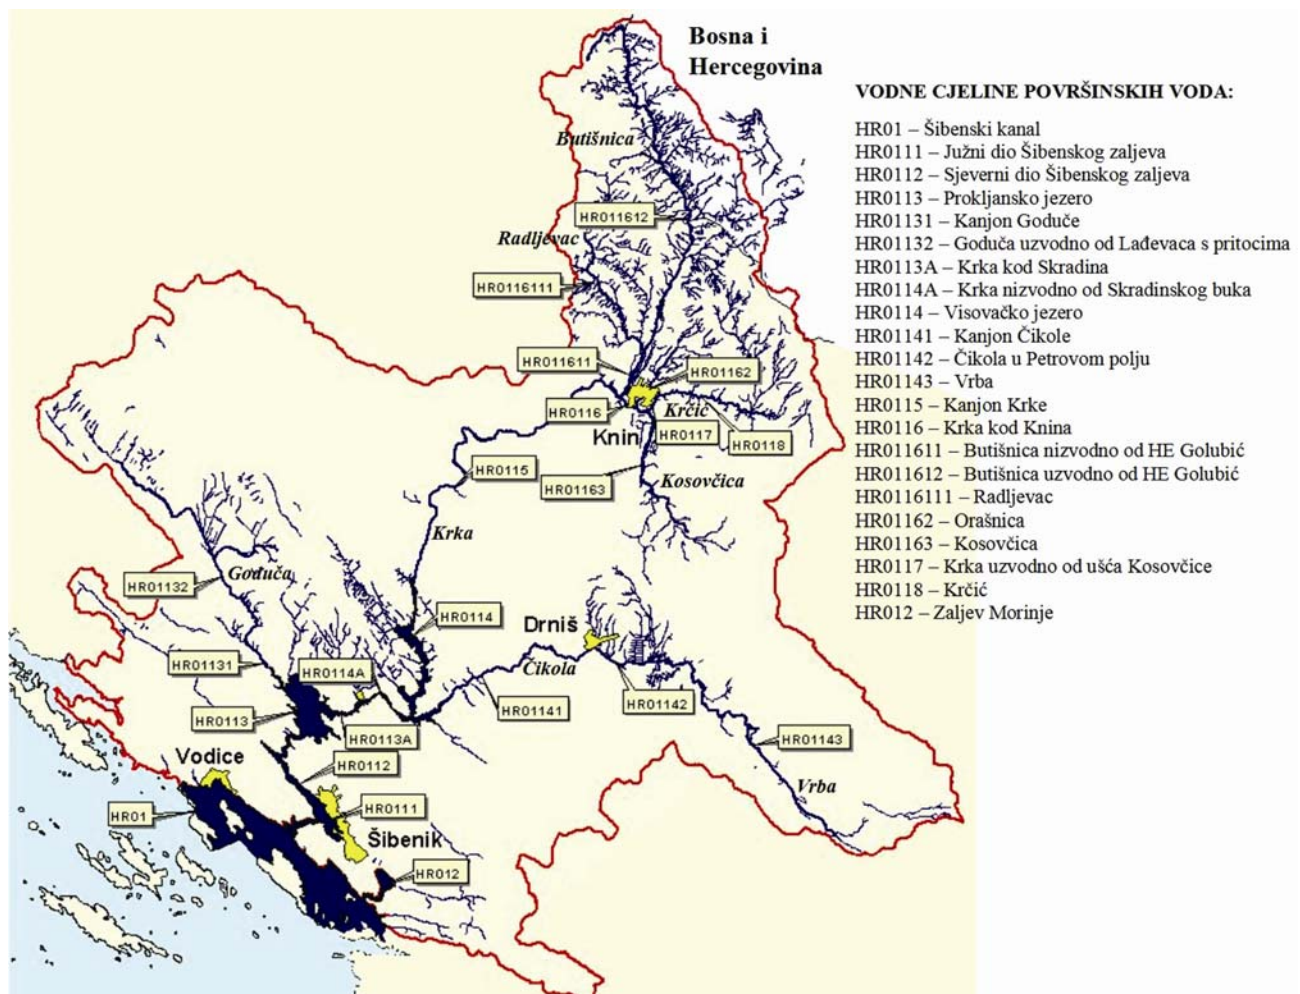 Bosna i
Hercegovina
VODNE CJELINE POVRŠINSKIH VODA:
HR01 – Šibenski kanal
HR0111 – Južni dio Šibenskog zaljeva
HR0112 – Sjeverni dio Šibenskog zaljeva
HR0113 – Prokljansko jezero
HR01131 – Kanjon Goduče
HR01132 – Goduča uzvodno od Lađevaca s pritocima
HR0113A – Krka kod Skradina
HR0114A – Krka nizvodno od Skradinskog buka
HR0114 – Visovačko jezero
HR01141 – Kanjon Čikole
HR01142 – Čikola u Petrovom polju
HR01143 – Vrba
HR0115 – Kanjon Krke
HR0116 – Krka kod Knina
HR011611 – Butišnica nizvodno od HE Golubić
HR011612 – Butišnica uzvodno od HE Golubić
HR0116111 – Radljevac
HR01162 – Orašnica
HR01163 – Kosovčica
HR0117 – Krka uzvodno od ušća Kosovčice
HR0118 – Krčić
HR012 – Zaljev Morinje
Butišnica
HR011612
Radljevac
HR0116111
HR011611
HR01162
HR0116
Krčić
Knin
HR0117
HR0118
HR0115
HR01163
Kosovčica
Krka
Goduča
HR01132
HR0114
Drniš
HR01131
HR0114A
Čikola
HR01141
HR01142
HR0113
HR0113A
HR01143
Vodice
HR0112
Vrba
HR01
HR0111
Šibenik
HR012